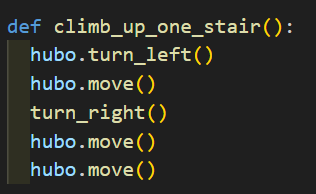 def climb_up_one_stair():
    hubo.turn_left()
    hubo.move()
    turn_right()
    hubo.move()
    hubo.move()